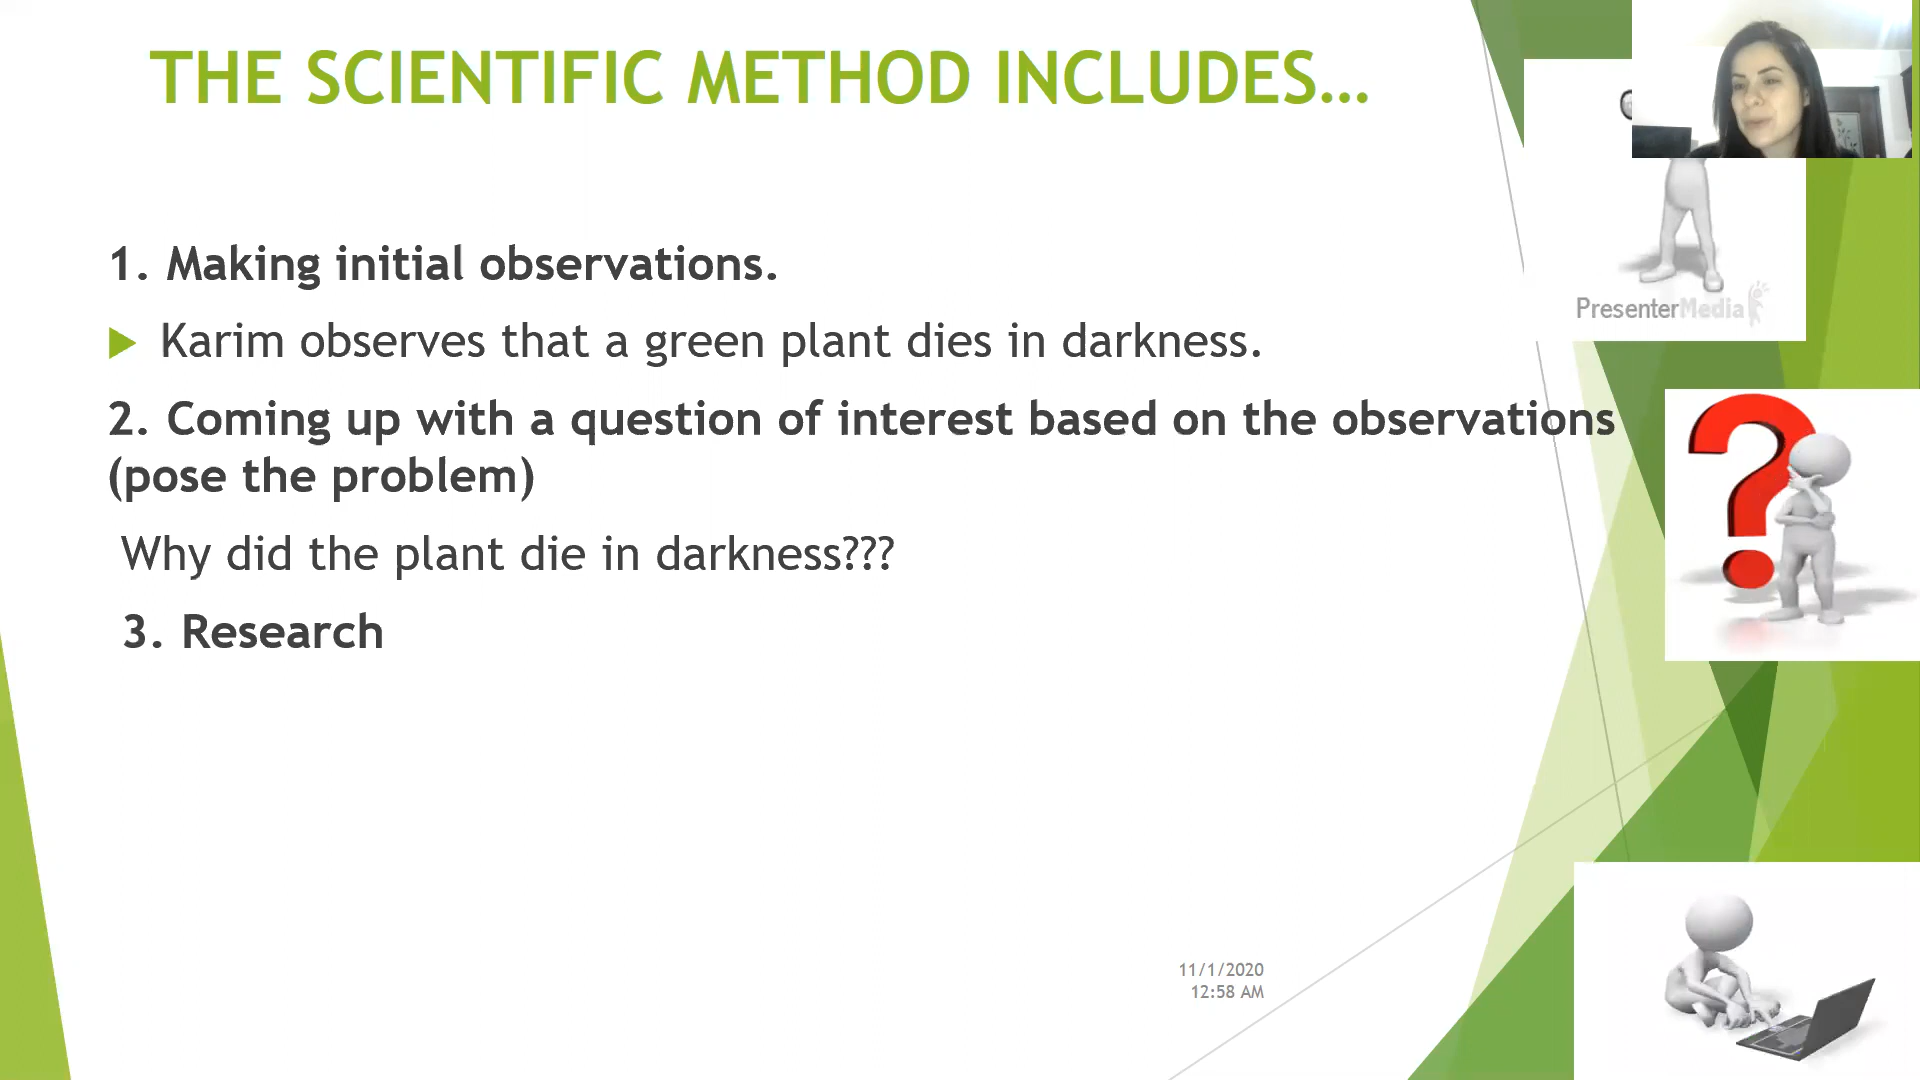 THE SCIENTIFIC METHOD INCLUDES...
1. Making initial observations.
Karim observes that a green plant dies in darkness.
2. Coming up with a question of interest based on the observations
(pose the problem)
Why did the plant die in darkness???
3. Research
PresenterMedia
11/1/2020
12:58 AM